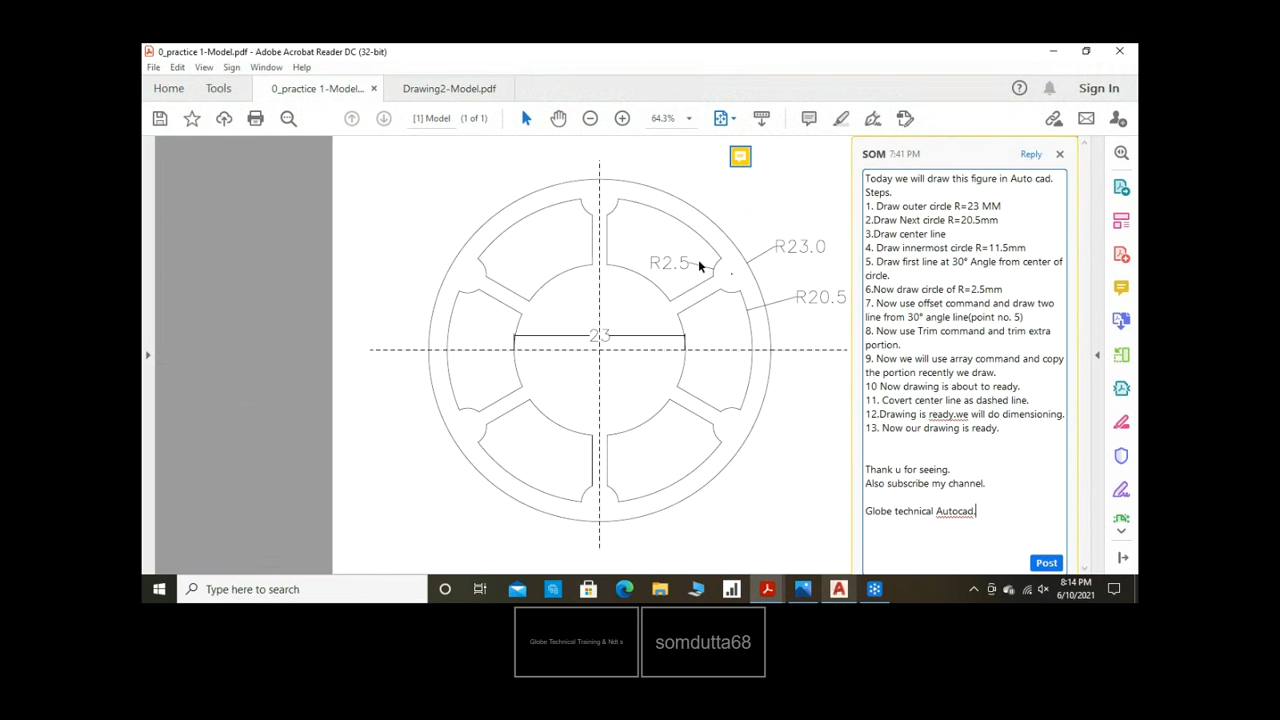 0_practice 1-Model.pdf - Adobe Acrobat Reader DC (32-bit)
File Edit View Sign Window Help
Home Tools 0_practice 1-Model... × Drawing2-Model.pdf Sign In
[1] Model (1 of 1) 64.3%
SOM 7:41 PM Reply
Today we will draw this figure in Auto cad.
Steps.
1. Draw outer circle R=23 MM
2.Draw Next circle R=20.5mm
3.Draw center line
4. Draw innermost circle R=11.5mm
5. Draw first line at 30° Angle from center of
circle.
6.Now draw circle of R=2.5mm
7. Now use offset command and draw two
line from 30° angle line(point no. 5)
8. Now use Trim command and trim extra
portion.
9. Now we will use array command and copy
the portion recently we draw.
10 Now drawing is about to ready.
11. Covert center line as dashed line.
12.Drawing is ready.we will do dimensioning.
13. Now our drawing is ready.
Thank u for seeing.
Also subscribe my channel.
Globe technical Autocad.
Post
R23.0
R2.5
R20.5
23
Type here to search
8:14 PM
6/10/2021
Globe Technical Training & Ndt s
somdutta68